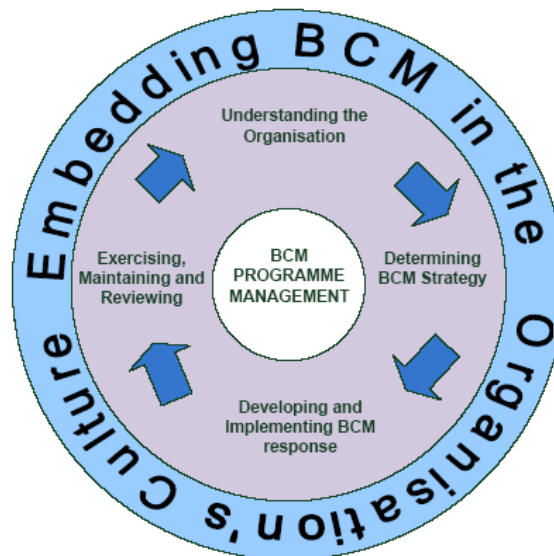 Embedding BCM in the Organisation's Culture
Understanding the
Organisation
Exercising,
Maintaining and
Reviewing
BCM
PROGRAMME
MANAGEMENT
Determining
BCM Strategy
Developing and
Implementing BCM
response